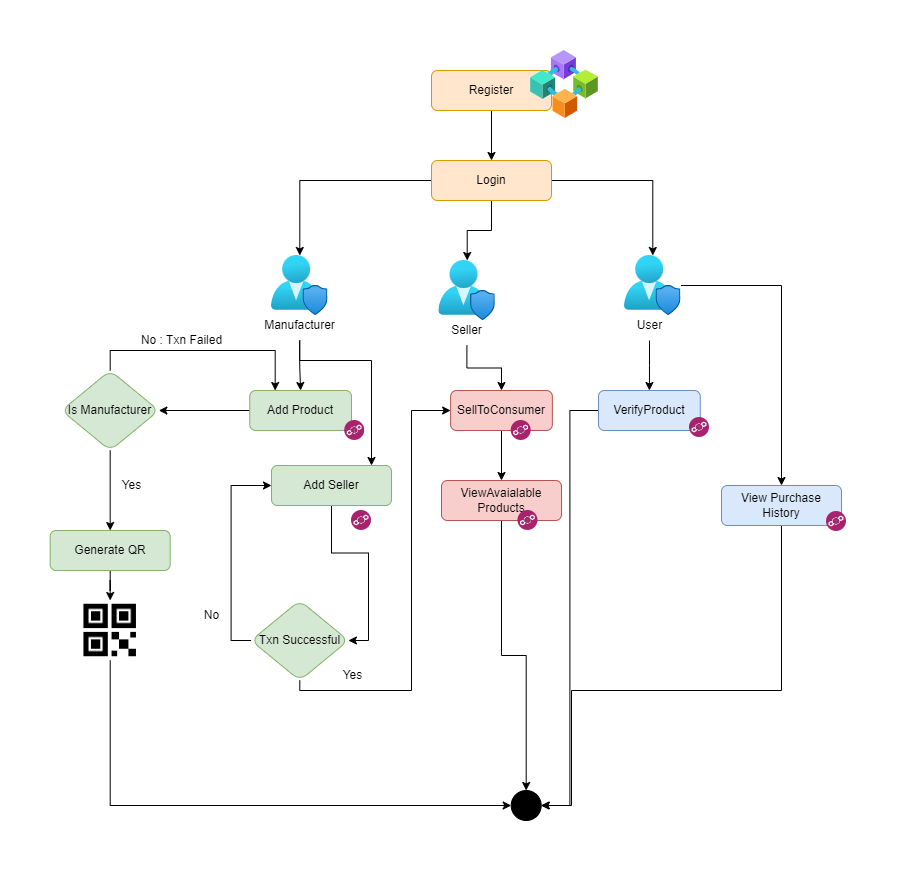 Register
Login
Manufacturer
Seller
User
No : Txn Failed
Is Manufacturer
Add Product
SellToConsumer
VerifyProduct
Yes
Add Seller
ViewAvaialable
Products
View Purchase
History
Generate QR
No
Txn Successful
Yes